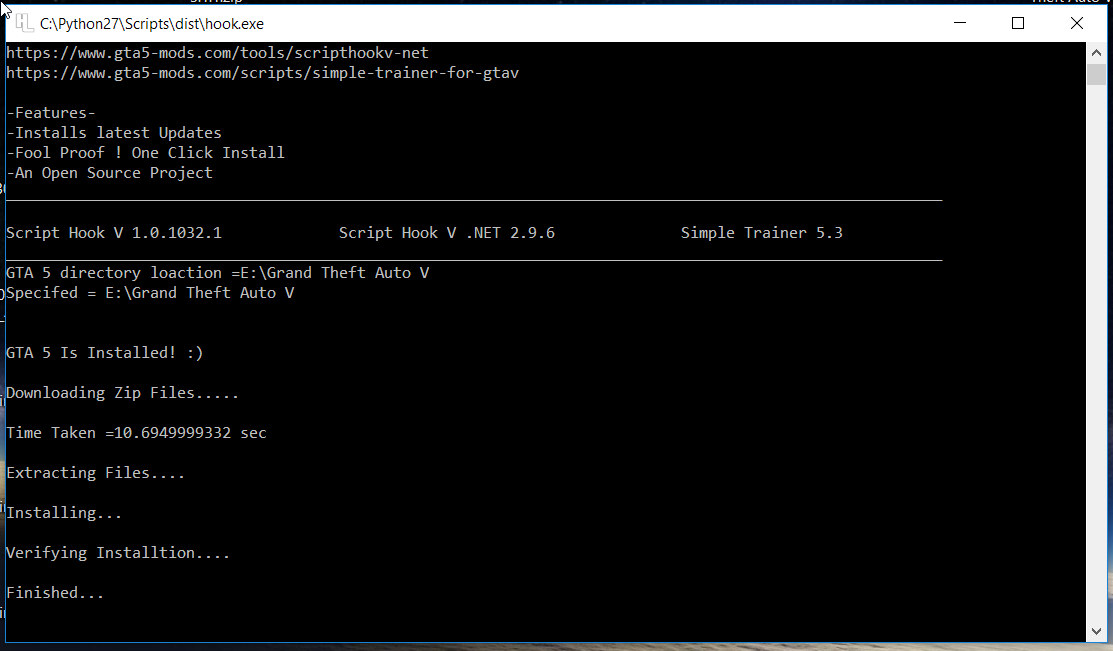 C:\Python27\Scripts\dist\hook.exe
https://www.gta5-mods.com/tools/scripthookv-net
https://www.gta5-mods.com/scripts/simple-trainer-for-gtav
-Features-
-Installs latest Updates
-Fool Proof ! One Click Install
-An Open Source Project
Script Hook V 1.0.1032.1 Script Hook V .NET 2.9.6 Simple Trainer 5.3
GTA 5 directory loaction =E:\Grand Theft Auto V
Specifed = E:\Grand Theft Auto V
GTA 5 Is Installed! :)
Downloading Zip Files.....
Time Taken =10.6949999332 sec
Extracting Files....
Installing...
Verifying Installtion....
Finished...